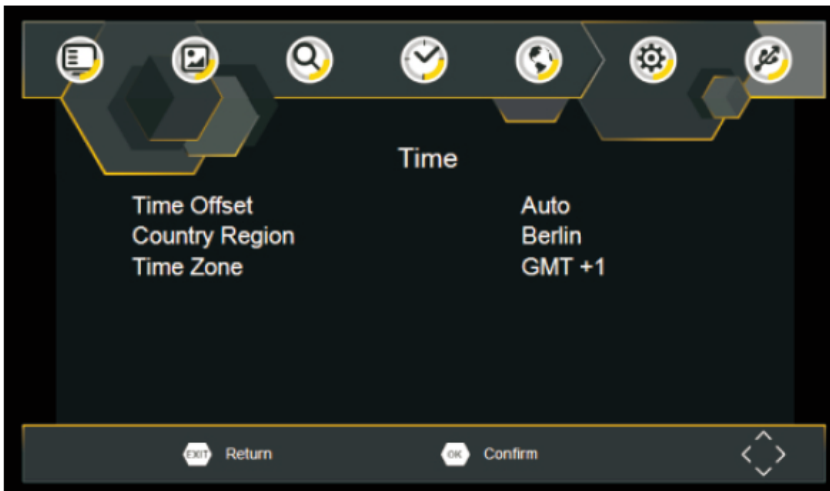 Time
Time Offset Auto
Country Region Berlin
Time Zone GMT +1
EXIT Return OK Confirm